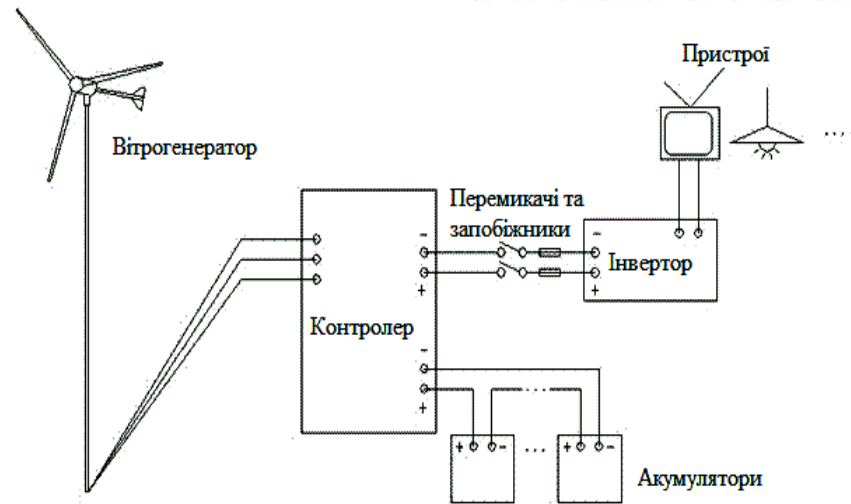 Пристрої
...
Вітрогенератор
Перемикачі та
запобіжники
-
+
-
+
Інвертор
Контролер
-
+
+ -
...
...
+ -
Акумулятори